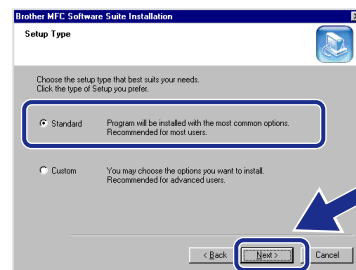 Brother MFC Software Suite Installation
Setup Type
Choose the setup type that best suits your needs.
Click the type of Setup you prefer.
Standard Program will be installed with the most common options.
Recommended for most users.
Custom You may choose the options you want to install.
Recommended for advanced users.
< Back Next > Cancel